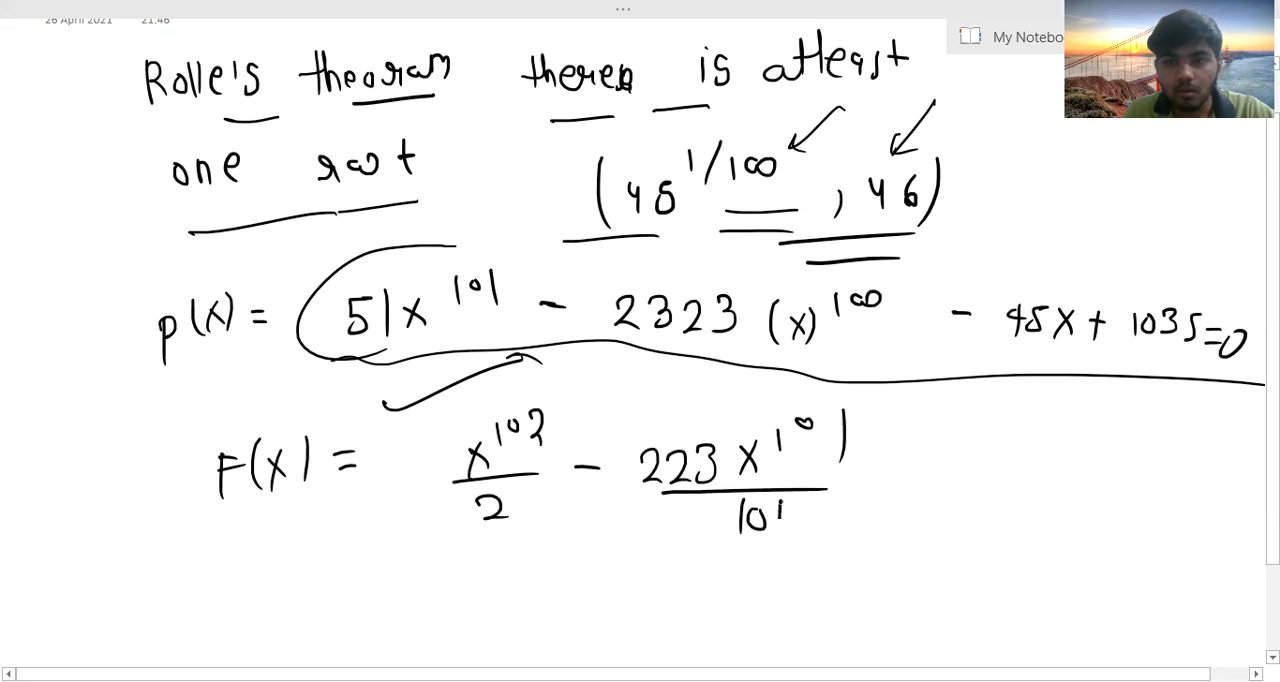 26 April 2021 21:46
My Notebo
Rolle's theoram there is atleast
one root (45^1/100, 46)
p(x) = 51x^101 - 2323 (x)^100 - 45x + 1035=0
F(x) = x^102/2 - 223x^101/101